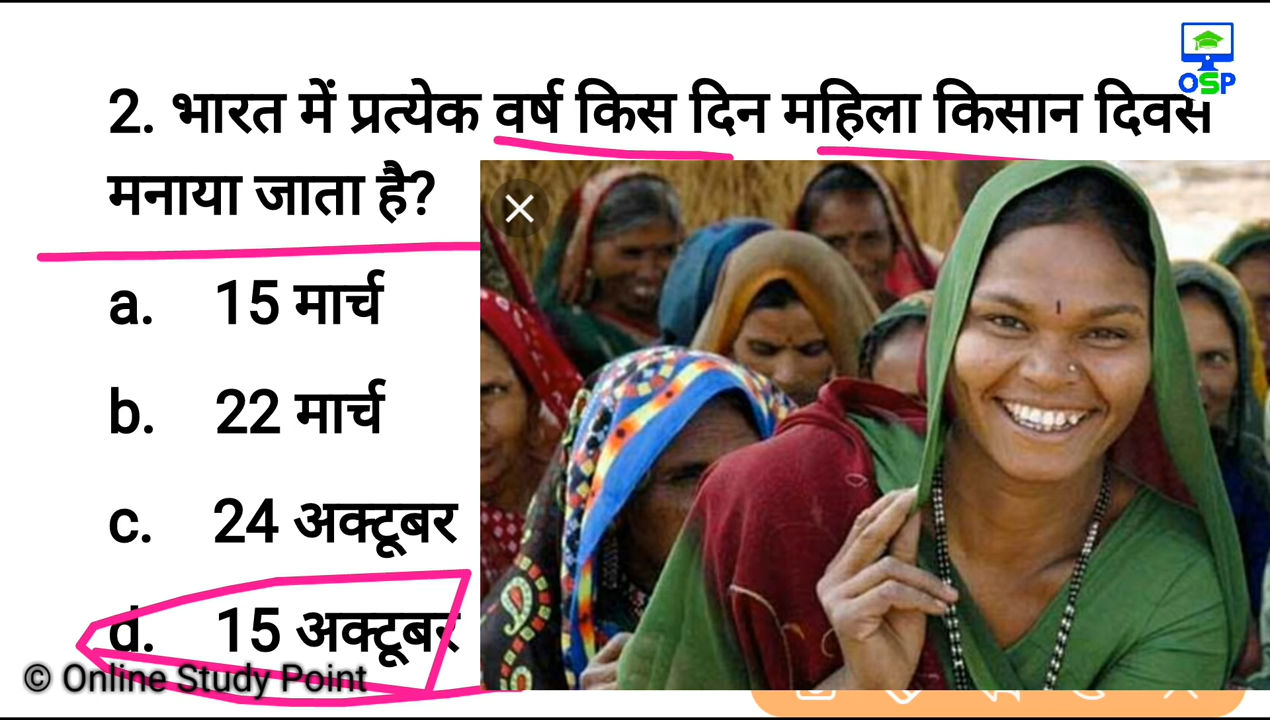 OSP
2. भारत में प्रत्येक वर्ष किस दिन महिला किसान दिवस
मनाया जाता है?
a. 15 मार्च
b. 22 मार्च
c. 24 अक्टूबर
d. 15 अक्टूबर
© Online Study Point